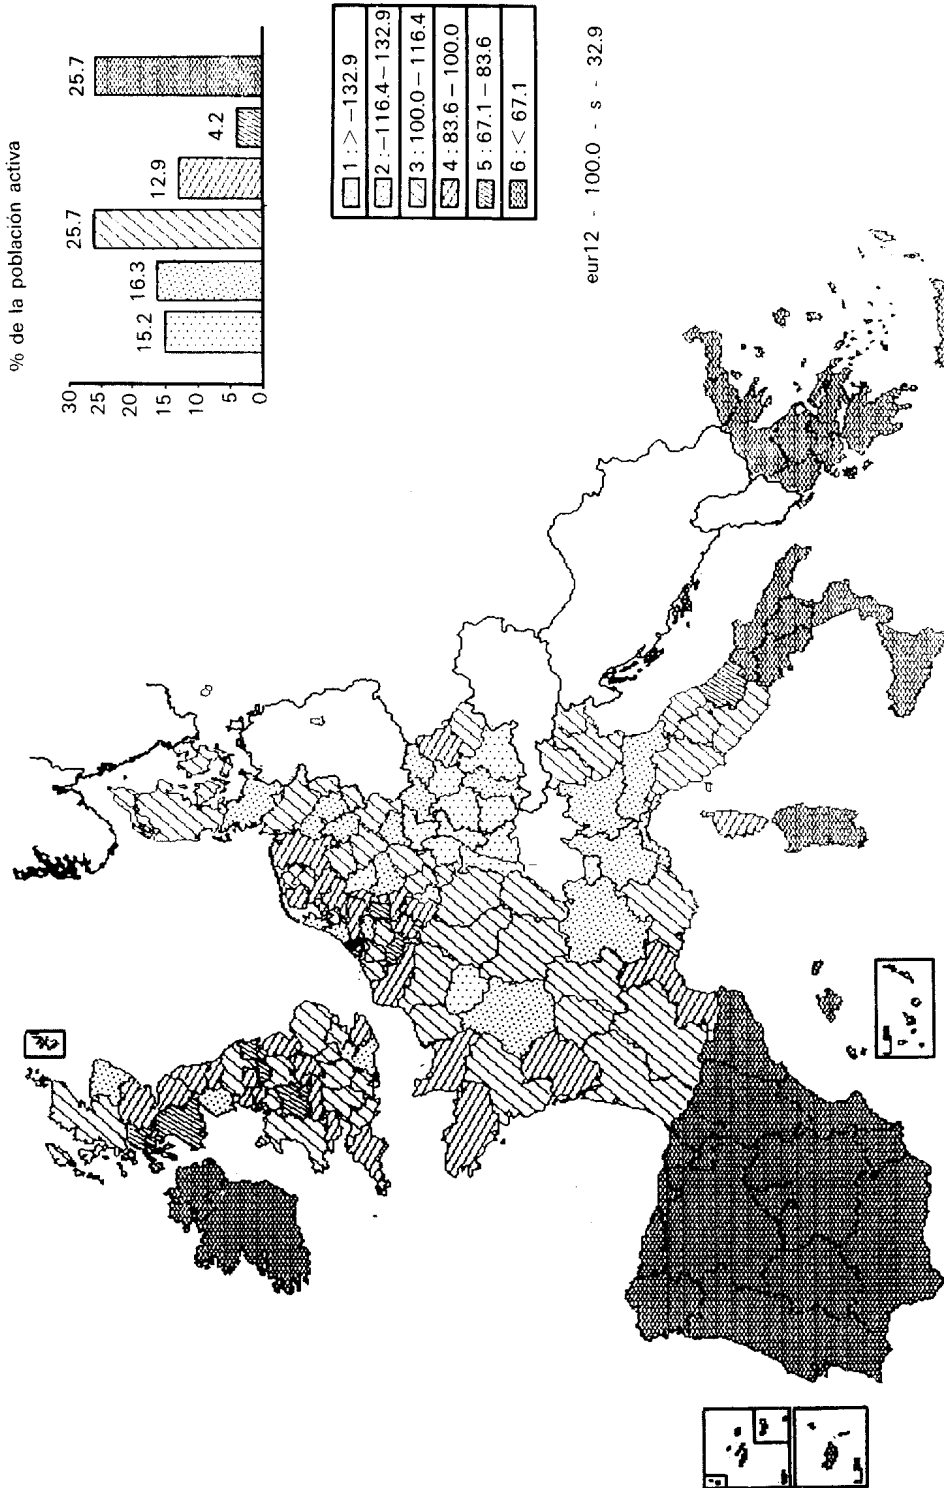 % de la población activa
30
25
20
15
10
5
0
15.2
16.3
25.7
12.9
4.2
25.7
1 : > −132.9
2 : −116.4 − 132.9
3 : 100.0 − 116.4
4 : 83.6 − 100.0
5 : 67.1 − 83.6
6 : < 67.1
eur12 - 100.0 - s - 32.9